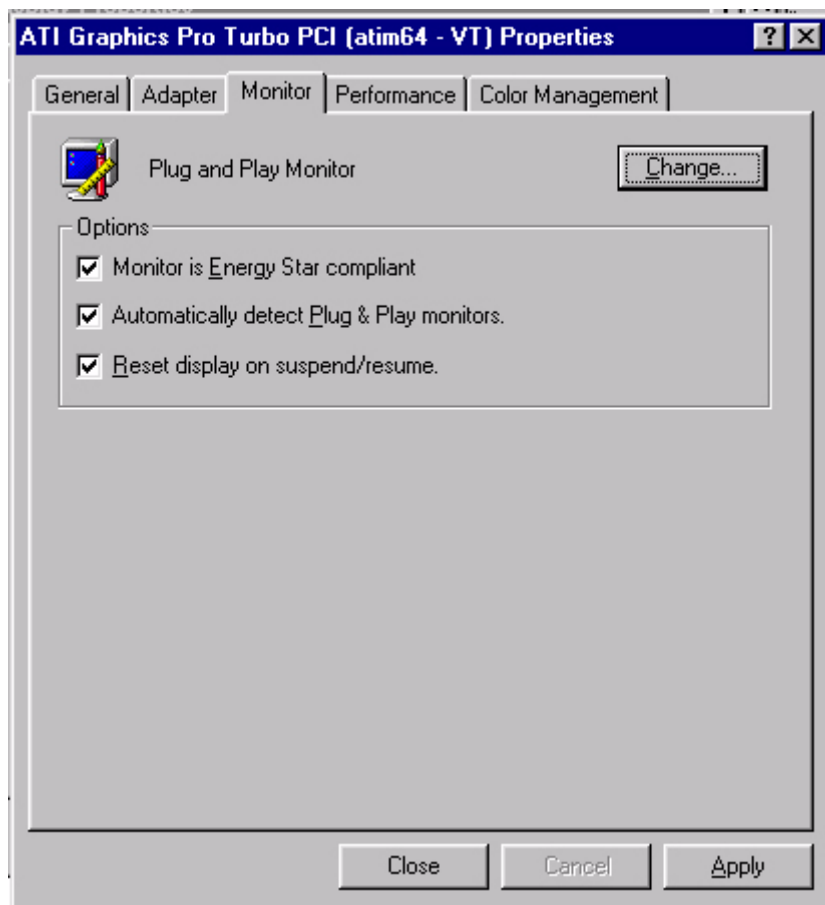 ATI Graphics Pro Turbo PCI (atim64 - VT) Properties
General Adapter Monitor Performance Color Management
Plug and Play Monitor Change...
Options
Monitor is Energy Star compliant
Automatically detect Plug & Play monitors.
Reset display on suspend/resume.
Close Cancel Apply